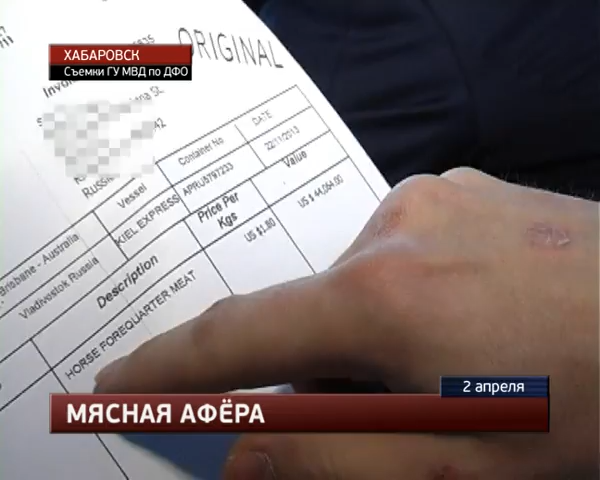 ХАБАРОВСК
Съемки ГУ МВД по ДФО
ORIGINAL
Container No
DATE
Vessel
APRU5797233
22/11/2013
KIEL EXPRESS
Price Per
Kgs
Value
Brisbane - Australia
Vladivostok Russia
US $1.80
US $ 44,064.00
Description
HORSE FOREQUARTER MEAT
2 апреля
МЯСНАЯ АФЁРА